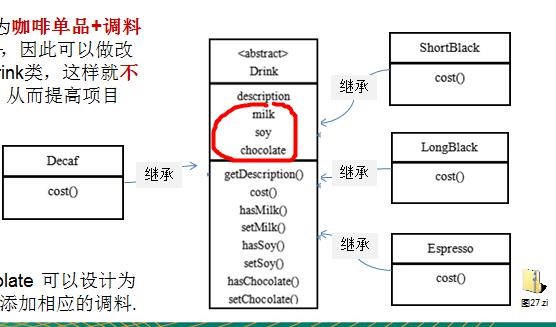 为咖啡单品+调料
，因此可以做改
rink类，这样就不
从而提高项目
<abstract>
Drink
description
milk
soy
chocolate
getDescription()
cost()
hasMilk()
setMilk()
hasSoy()
setSoy()
hasChocolate()
setChocolate()
ShortBlack
cost()
继承
LongBlack
cost()
继承
Espresso
cost()
继承
Decaf
cost()
继承
olate 可以设计为
添加相应的调料.
图27.zi